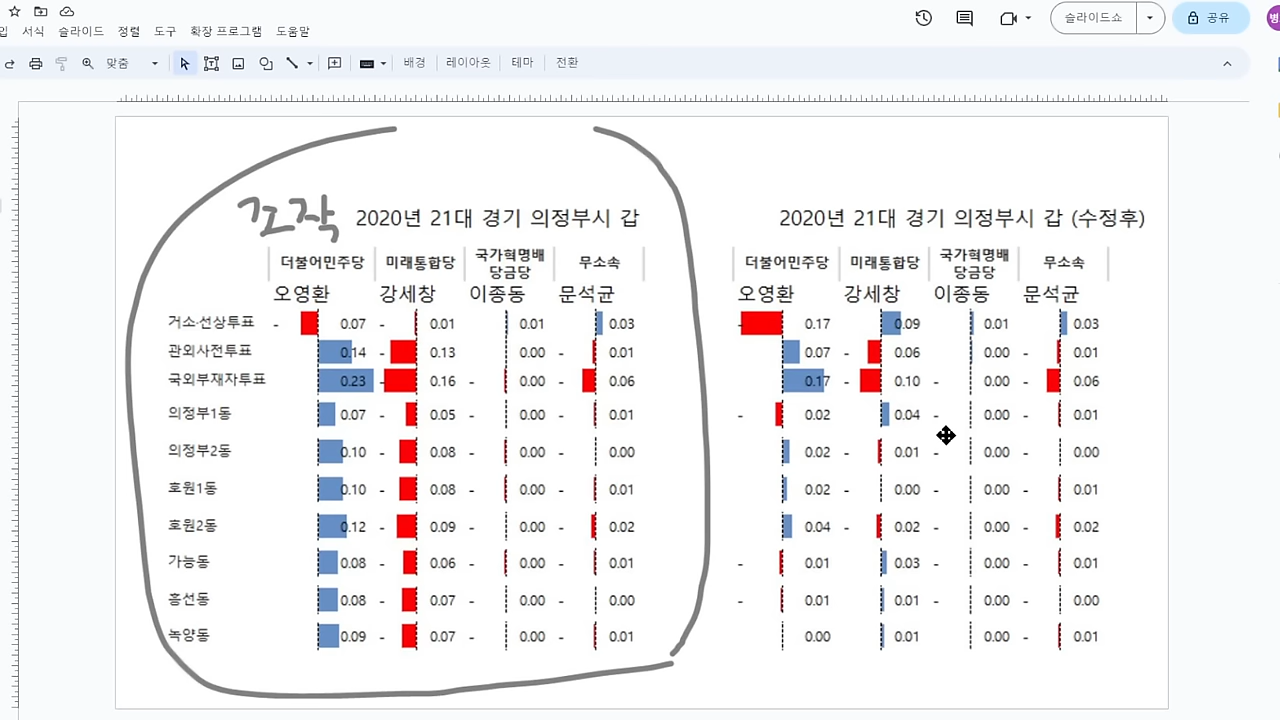 서식 슬라이드 정렬 도구 확장 프로그램 도움말
슬라이드쇼 공유
맞춤 배경 레이아웃 테마 전환
조작
2020년 21대 경기 의정부시 갑
더불어민주당 미래통합당 국가혁명배당금당 무소속
오영환 강세창 이종동 문석균
거소·선상투표 - 0.07 - 0.01 0.01 0.03
관외사전투표 0.14 - 0.13 0.00 - 0.01
국외부재자투표 0.23 - 0.16 - 0.00 - 0.06
의정부1동 0.07 - 0.05 - 0.00 - 0.01
의정부2동 0.10 - 0.08 - 0.00 - 0.00
호원1동 0.10 - 0.08 - 0.00 - 0.01
호원2동 0.12 - 0.09 - 0.00 - 0.02
가능동 0.08 - 0.06 - 0.00 - 0.01
흥선동 0.08 - 0.07 - 0.00 - 0.00
녹양동 0.09 - 0.07 - 0.00 - 0.01
2020년 21대 경기 의정부시 갑 (수정후)
더불어민주당 미래통합당 국가혁명배당금당 무소속
오영환 강세창 이종동 문석균
- 0.17 0.09 0.01 0.03
0.07 - 0.06 0.00 - 0.01
0.17 - 0.10 - 0.00 - 0.06
- 0.02 0.04 - 0.00 - 0.01
0.02 - 0.01 - 0.00 - 0.00
0.02 - 0.00 - 0.00 - 0.01
0.04 - 0.02 - 0.00 - 0.02
- 0.01 0.03 - 0.00 - 0.01
- 0.01 0.01 - 0.00 - 0.00
0.00 0.01 - 0.00 - 0.01